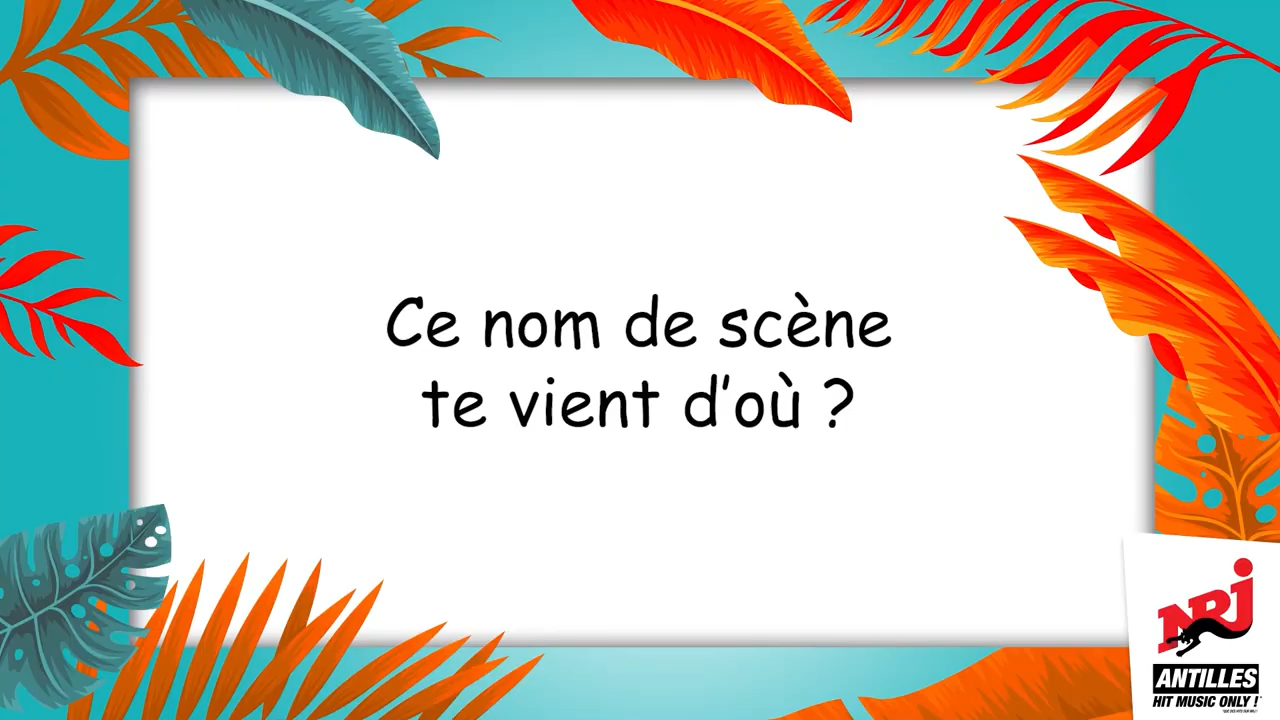 Ce nom de scène
te vient d'où ?
NRJ
ANTILLES
HIT MUSIC ONLY !